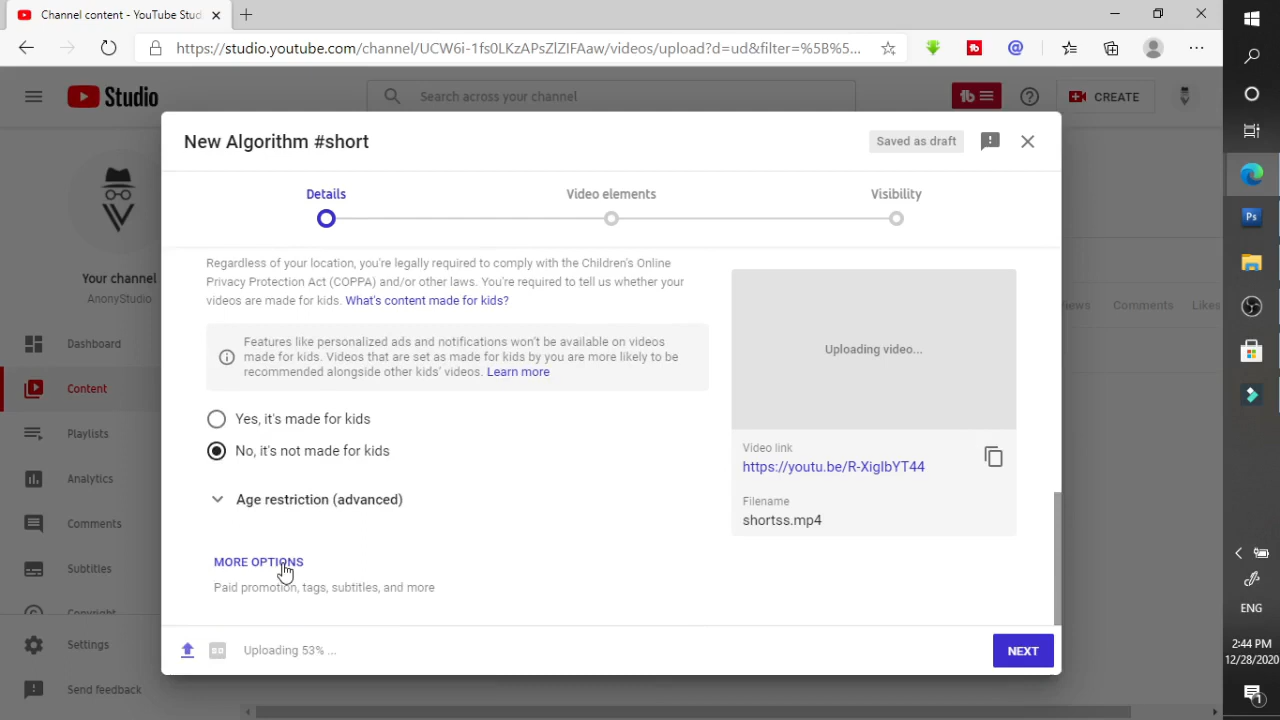 Channel content - YouTube Stud
https://studio.youtube.com/channel/UCW6i-1fs0LKzAPsZlZIFAaw/videos/upload?d=ud&filter=%5B%5...
Studio
Search across your channel
CREATE
New Algorithm #short
Saved as draft
Details
Video elements
Visibility
Regardless of your location, you're legally required to comply with the Children's Online
Privacy Protection Act (COPPA) and/or other laws. You're required to tell us whether your
videos are made for kids. What's content made for kids?
Features like personalized ads and notifications won't be available on videos
made for kids. Videos that are set as made for kids by you are more likely to be
recommended alongside other kids' videos. Learn more
Yes, it's made for kids
No, it's not made for kids
Age restriction (advanced)
MORE OPTIONS
Paid promotion, tags, subtitles, and more
Uploading video...
Video link
https://youtu.be/R-XigIbYT44
Filename
shortss.mp4
Uploading 53% ...
NEXT
Your channel
AnonyStudio
Dashboard
Content
Playlists
Analytics
Comments
Subtitles
Copyright
Settings
Send feedback
Views
Comments
Likes
Ps
ENG
2:44 PM
12/28/2020
1